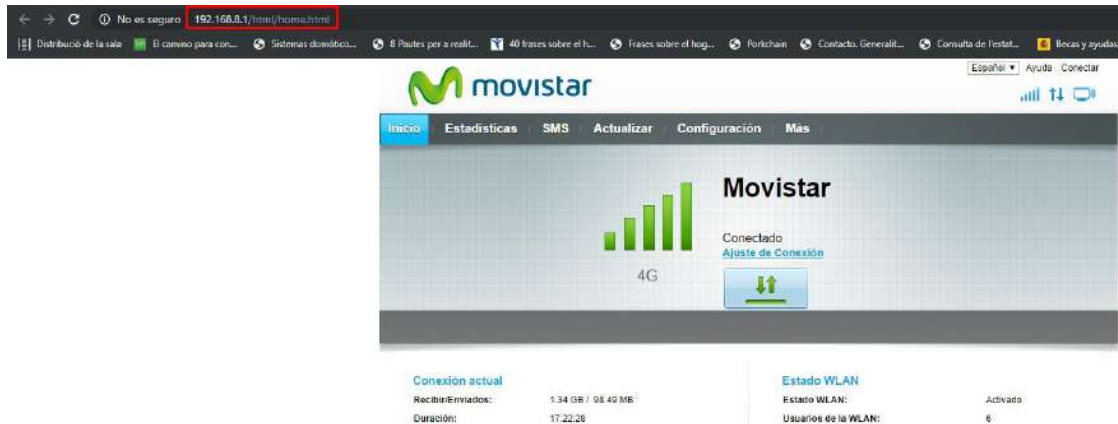 No es seguro 192.168.8.1/html/home.html
Distribució de la sala El camino para con... Sistemas domótico... 8 Pautes per a realit... 40 frases sobre el h... Frases sobre el hog... Porkchain Contacto. Generalit... Consulta de l'estat... Becas y ayudas
Español Ayuda Conectar
movistar
Inicio Estadísticas SMS Actualizar Configuración Más
Movistar
Conectado
Ajuste de Conexión
4G
Conexión actual Estado WLAN
Recibir/Enviados: 1.34 GB / 98.49 MB Estado WLAN: Activado
Duración: 17:22:28 Usuarios de la WLAN: 6